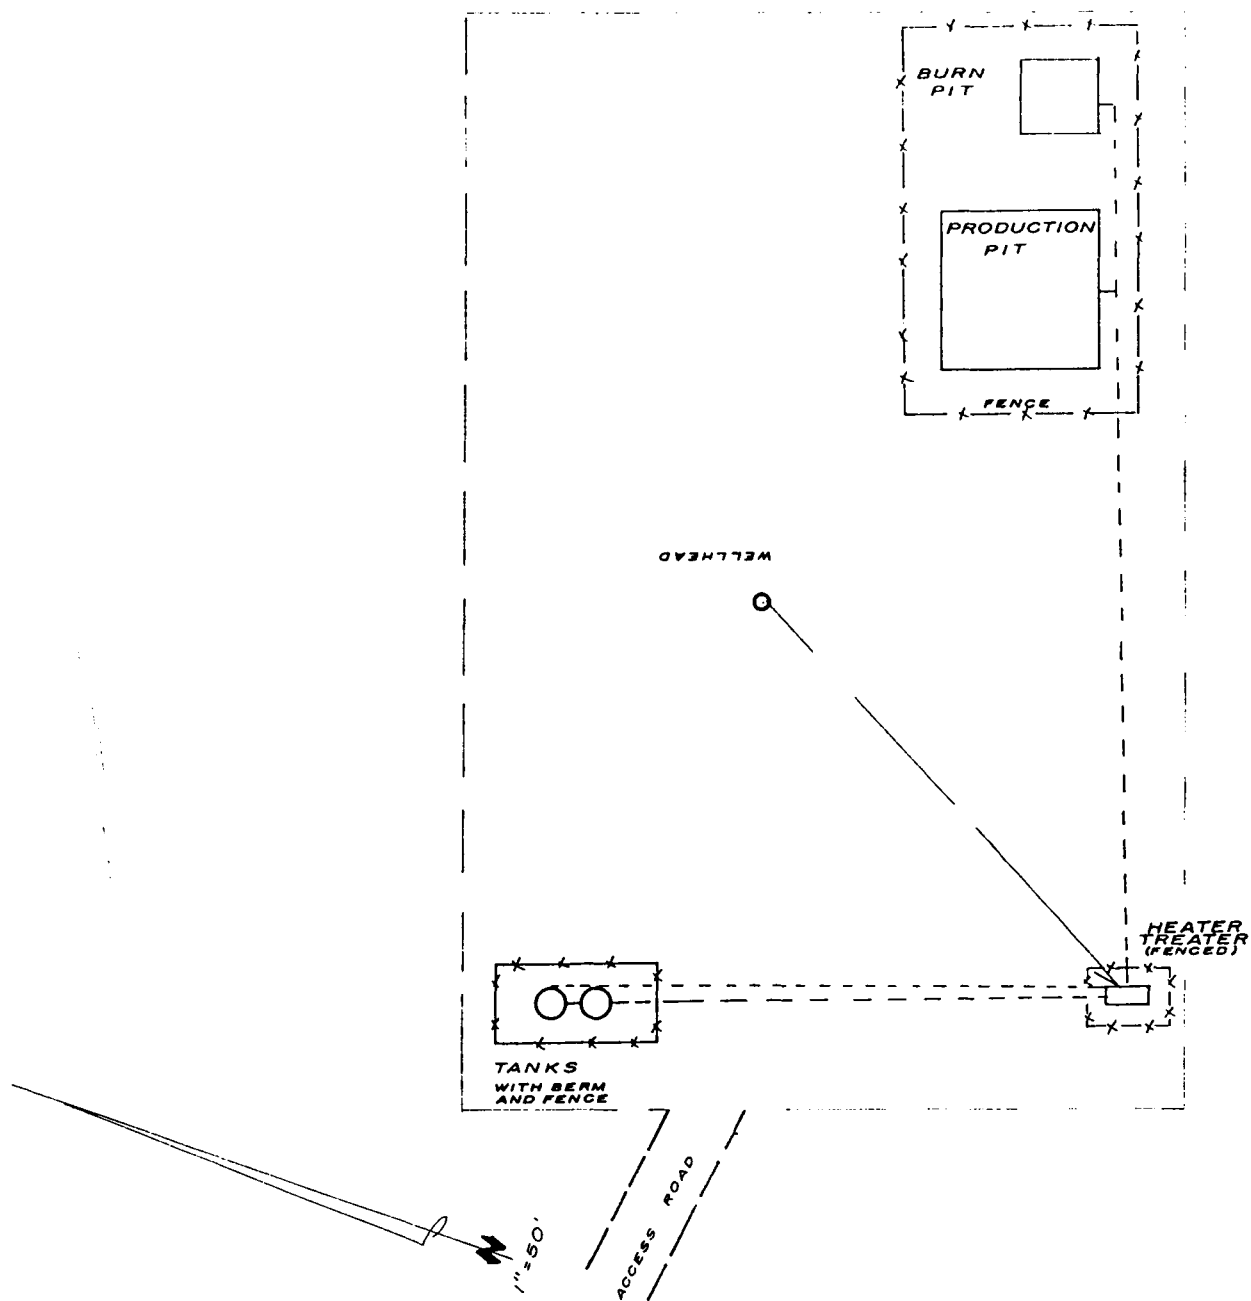 BURN
PIT
PRODUCTION
PIT
FENCE
WELLHEAD
HEATER
TREATER
(FENCED)
TANKS
WITH BERM
AND FENCE
ACCESS ROAD
N
1"=50'